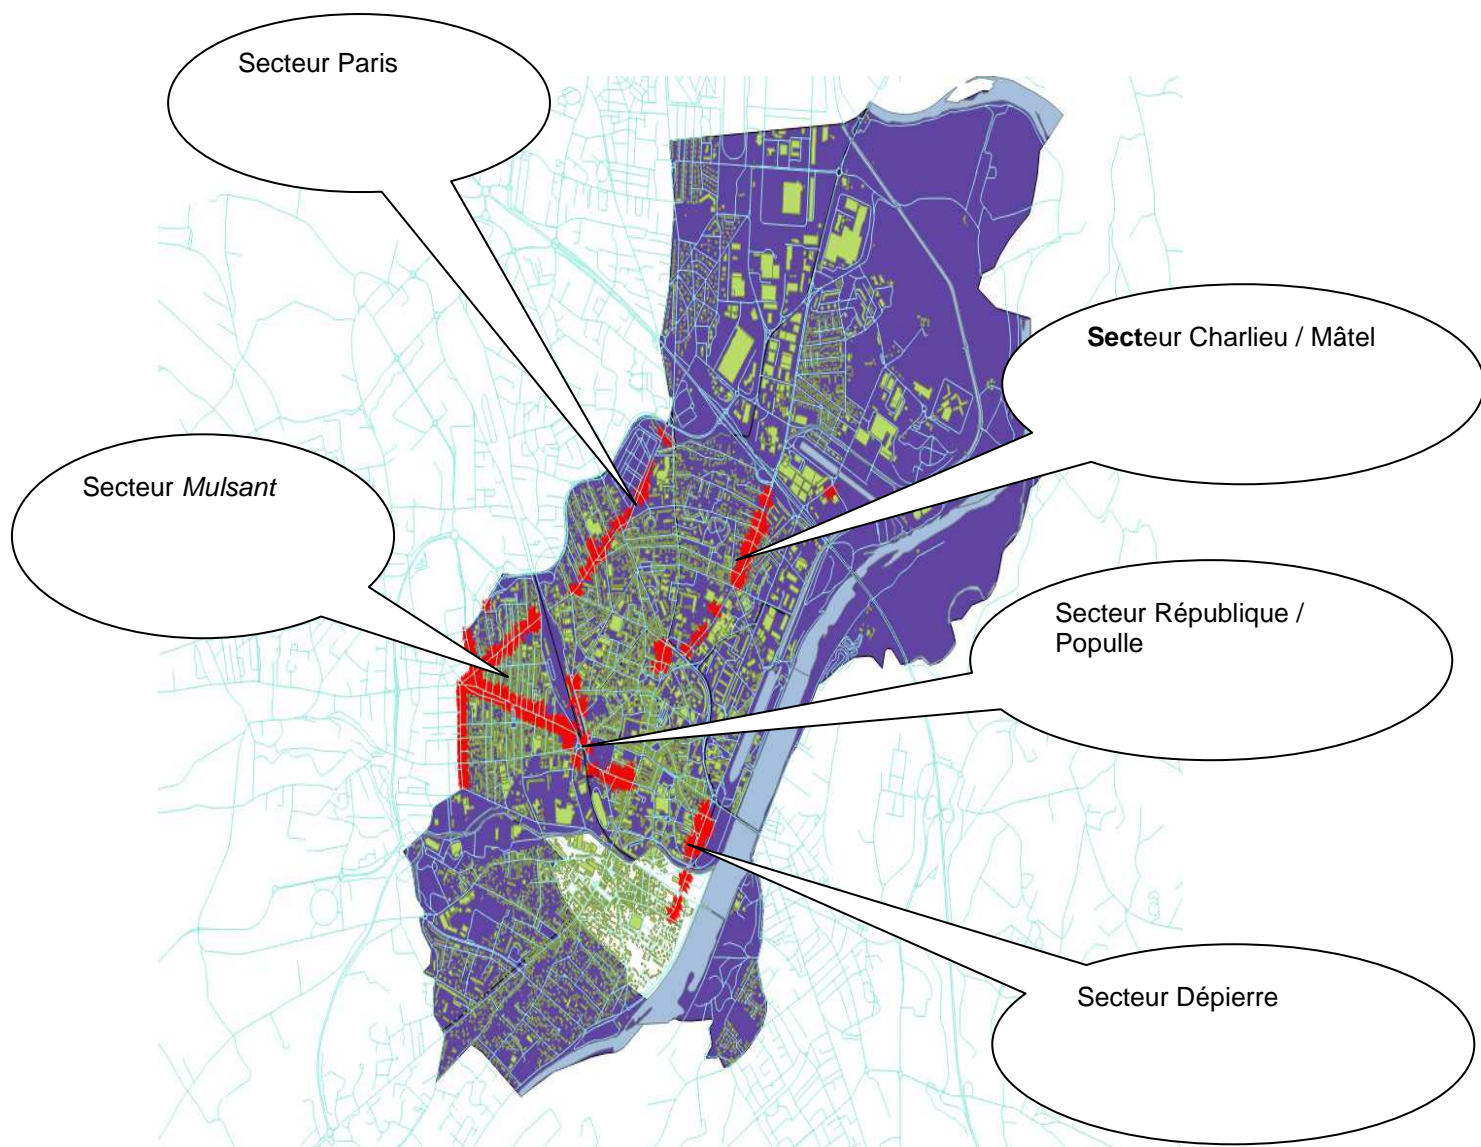 Secteur Paris
Secteur Charlieu / Mâtel
Secteur Mulsant
Secteur République /
Populle
Secteur Dépierre